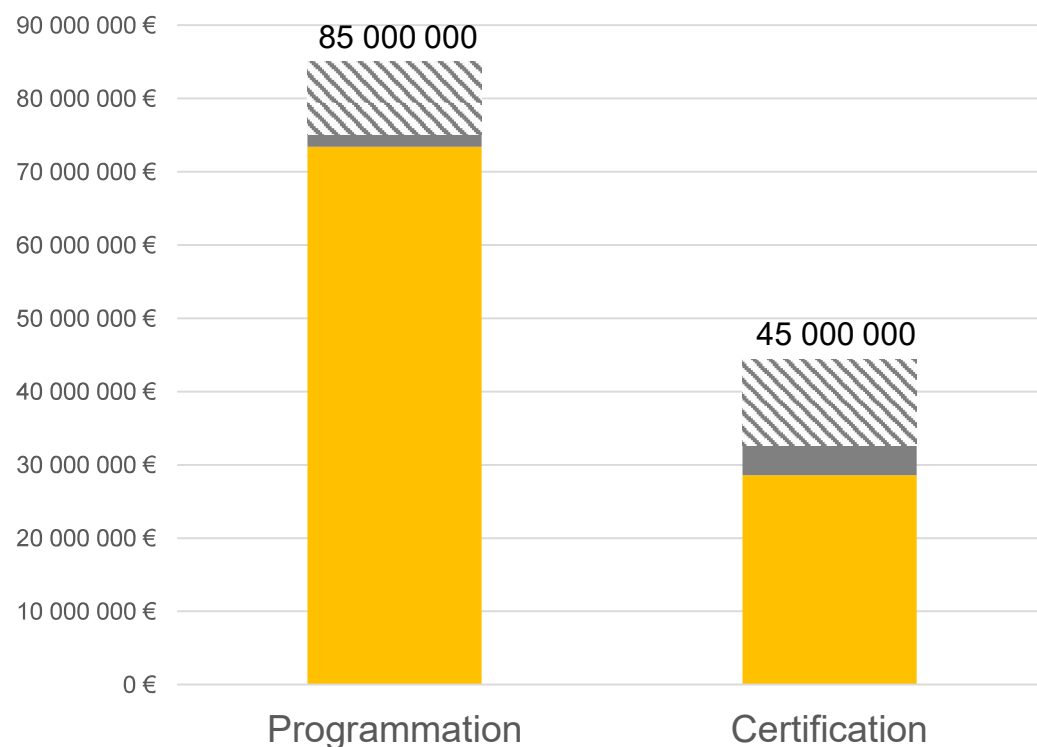 90 000 000 €
85 000 000
80 000 000 €
70 000 000 €
60 000 000 €
50 000 000 €
45 000 000
40 000 000 €
30 000 000 €
20 000 000 €
10 000 000 €
0 €
Programmation
Certification